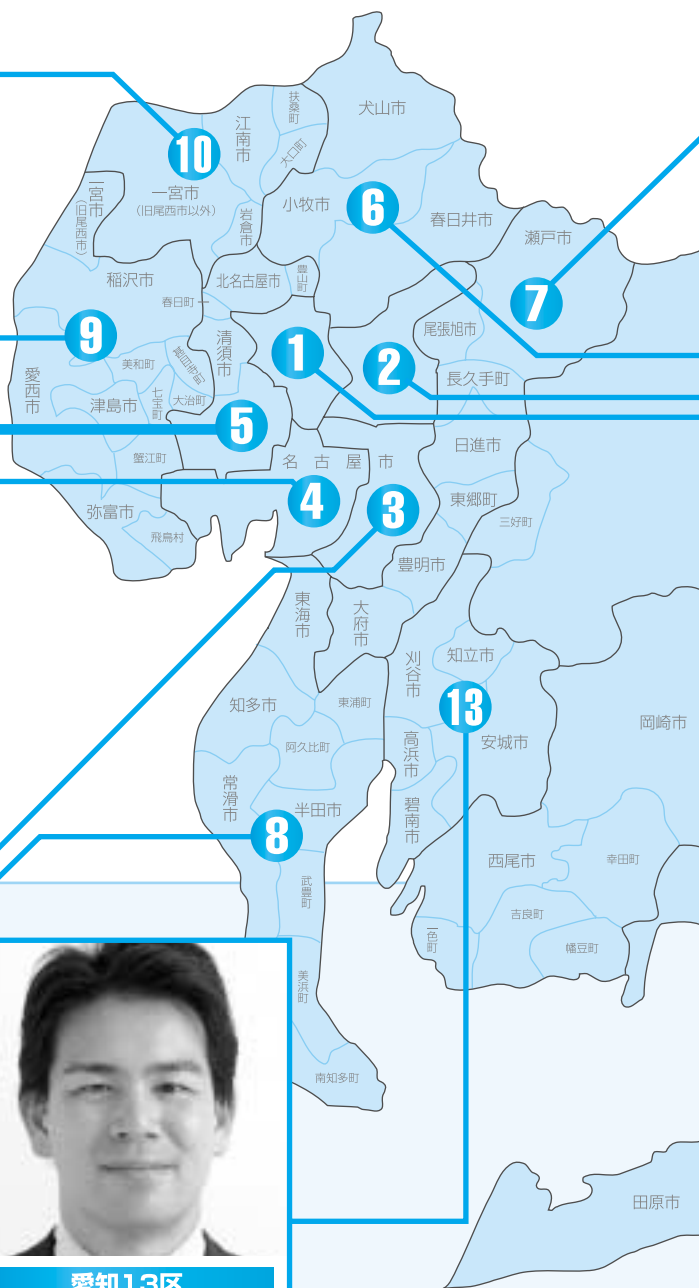 扶桑町
犬山市
江南市
大口町
10
一宮市
(旧尾西市以外)
一宮市
(旧尾西市)
岩倉市
小牧市
6
春日井市
瀬戸市
稲沢市
北名古屋市
豊山町
春日町
7
尾張旭市
9
清須市
1
2
美和町
甚目寺町
長久手町
愛西市
津島市
七宝町
大治町
5
日進市
蟹江町
名古屋市
4
3
東郷町
三好町
弥富市
飛島村
豊明市
東海市
大府市
刈谷市
知立市
知多市
東浦町
13
岡崎市
阿久比町
高浜市
安城市
常滑市
半田市
碧南市
8
西尾市
幸田町
武豊町
吉良町
一色町
幡豆町
美浜町
南知多町
田原市
愛知13区